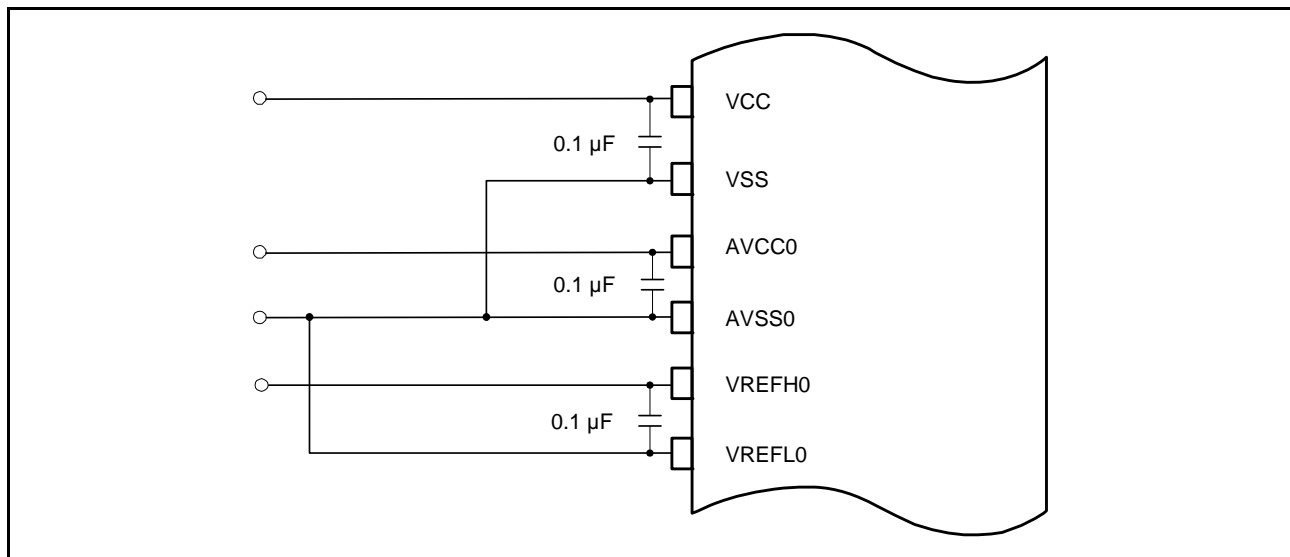 VCC
0.1 µF
VSS
AVCC0
0.1 µF
AVSS0
VREFH0
0.1 µF
VREFL0